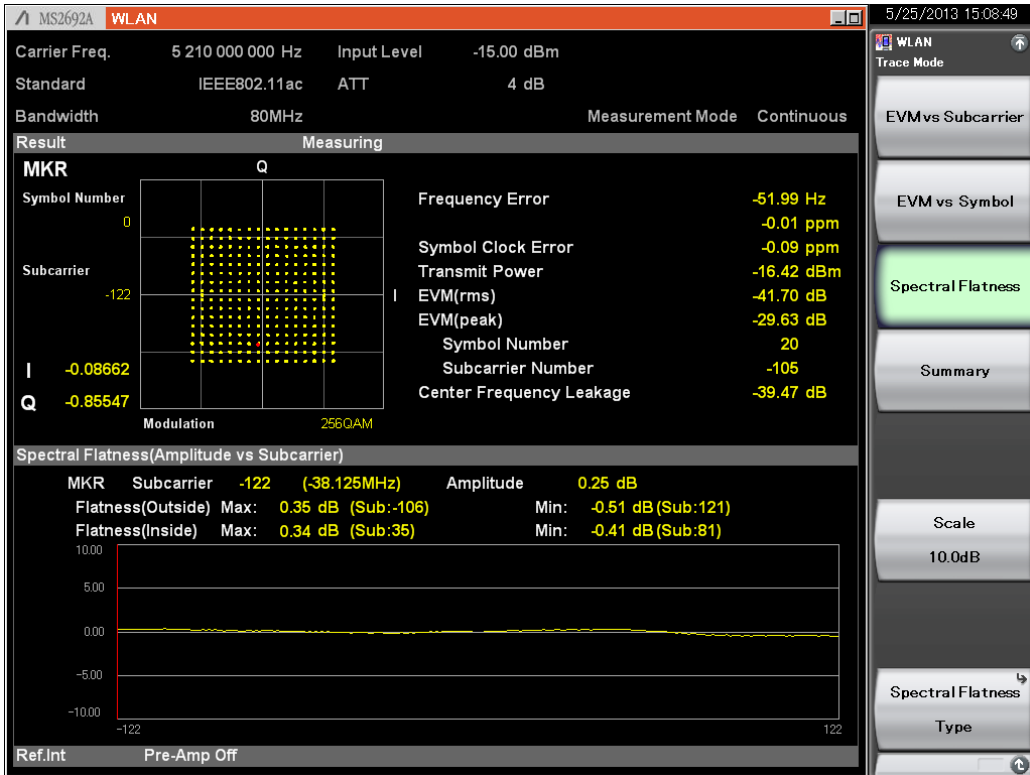 MS2692A WLAN
Carrier Freq. 5 210 000 000 Hz Input Level -15.00 dBm
Standard IEEE802.11ac ATT 4 dB
Bandwidth 80MHz Measurement Mode Continuous
Result Measuring
MKR
Q
Symbol Number
0
Subcarrier
-122
I
I -0.08662
Q -0.85547
Modulation 256QAM
Frequency Error -51.99 Hz
-0.01 ppm
Symbol Clock Error -0.09 ppm
Transmit Power -16.42 dBm
EVM(rms) -41.70 dB
EVM(peak) -29.63 dB
Symbol Number 20
Subcarrier Number -105
Center Frequency Leakage -39.47 dB
Spectral Flatness(Amplitude vs Subcarrier)
MKR Subcarrier -122 (-38.125MHz) Amplitude 0.25 dB
Flatness(Outside) Max: 0.35 dB (Sub:-106) Min: -0.51 dB(Sub:121)
Flatness(Inside) Max: 0.34 dB (Sub:35) Min: -0.41 dB(Sub:81)
10.00
5.00
0.00
-5.00
-10.00
-122 122
Ref.Int Pre-Amp Off
5/25/2013 15:08:49
WLAN
Trace Mode
EVM vs Subcarrier
EVM vs Symbol
Spectral Flatness
Summary
Scale
10.0dB
Spectral Flatness
Type